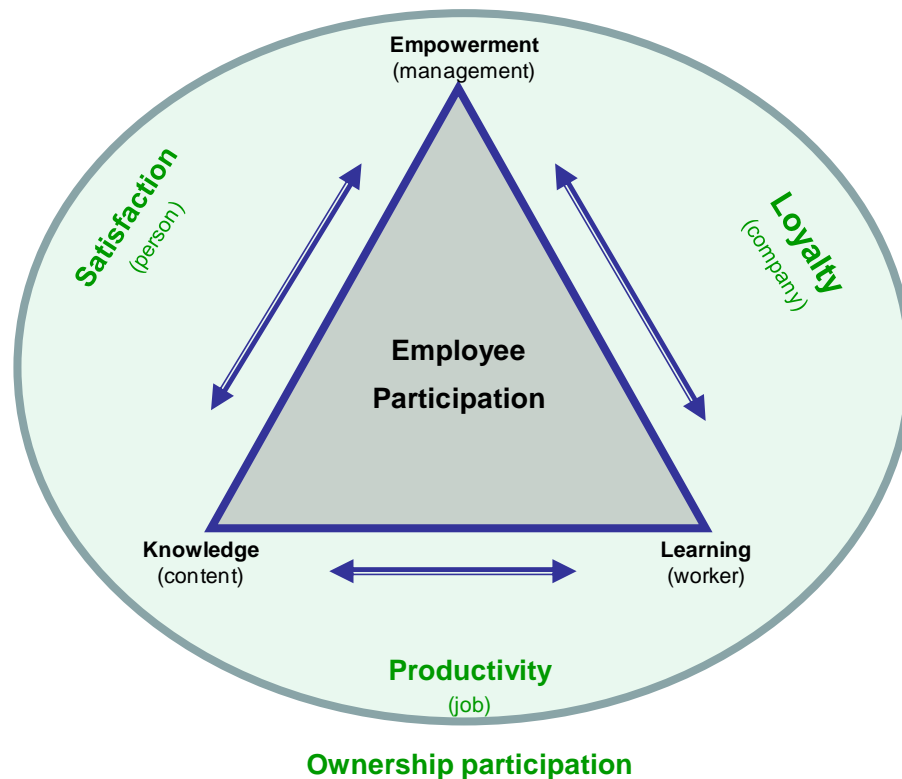 Empowerment
(management)
Satisfaction
(person)
Loyalty
(company)
Employee
Participation
Knowledge
(content)
Learning
(worker)
Productivity
(job)
Ownership participation